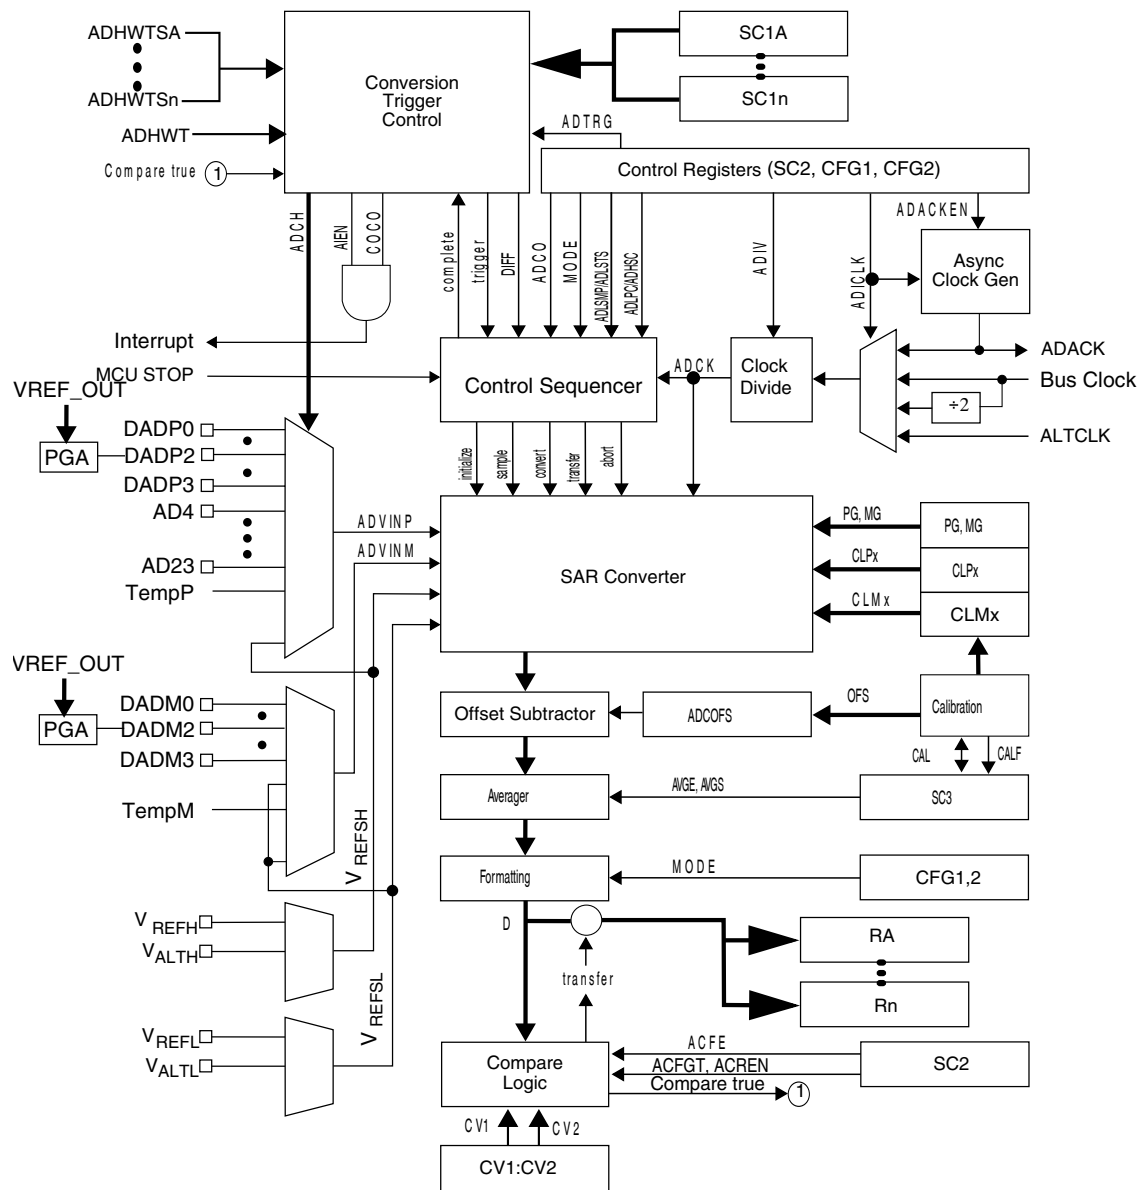 ADHWTSA
ADHWTSn
ADHWT
Compare true 1
Conversion
Trigger
Control
SC1A
SC1n
ADTRG
Control Registers (SC2, CFG1, CFG2)
ADCH
AIEN
COCO
complete
trigger
DIFF
ADCO
MODE
ADLSMP/ADLSTS
ADLPC/ADHSC
ADIV
ADICLK
ADACKEN
Async
Clock Gen
Interrupt
MCU STOP
Control Sequencer
ADCK
Clock
Divide
ADACK
Bus Clock
÷2
ALTCLK
VREF_OUT
PGA
DADP0
DADP2
DADP3
AD4
AD23
TempP
initialize
sample
convert
transfer
abort
ADVINP
ADVINM
SAR Converter
PG, MG
PG, MG
CLPx
CLPx
CLMx
CLMx
VREF_OUT
PGA
DADM0
DADM2
DADM3
TempM
Offset Subtractor
ADCOFS
OFS
Calibration
CAL
CALF
Averager
AVGE, AVGS
SC3
Formatting
MODE
CFG1,2
V REFSH
V REFSL
V REFH
VALTH
V REFL
VALTL
D
transfer
RA
Rn
Compare
Logic
ACFE
ACFGT, ACREN
Compare true 1
SC2
CV1
CV2
CV1:CV2